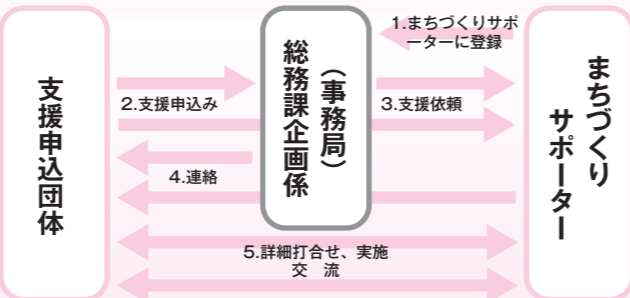 1.まちづくりサポ
ーターに登録
支援申込団体
総務課企画係
（事務局）
まちづくり
サポーター
2.支援申込み
3.支援依頼
4.連絡
5.詳細打合せ、実施
交　流